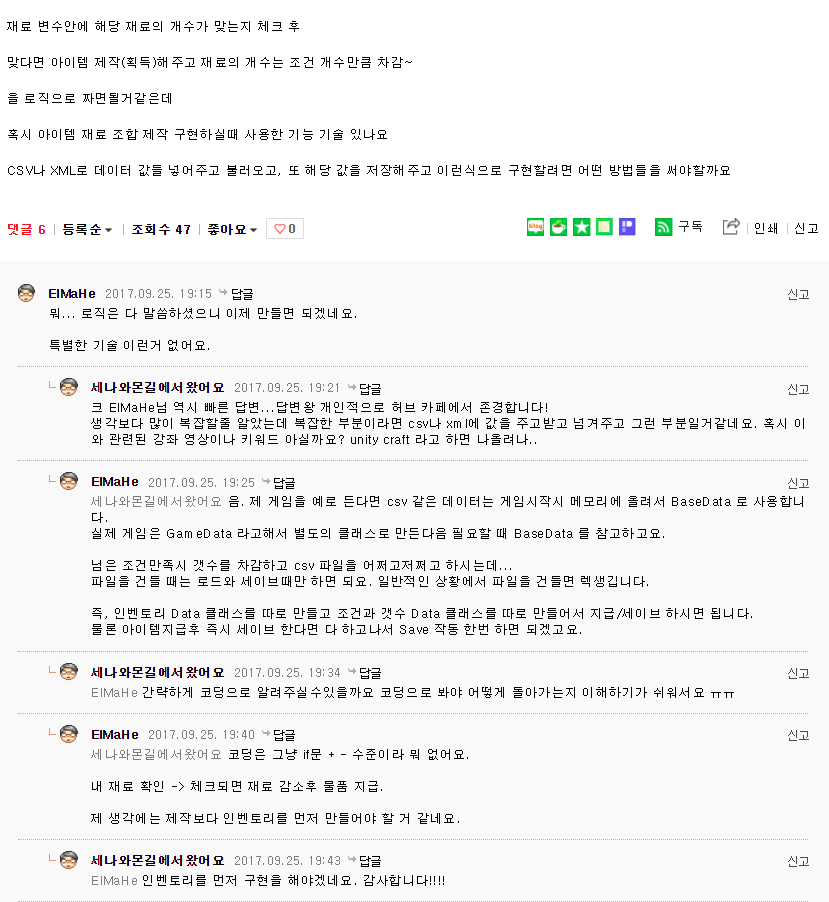 재료 변수안에 해당 재료의 개수가 맞는지 체크 후
맞다면 아이템 제작(획득)해주고 재료의 개수는 조건 개수만큼 차감~
을 로직으로 짜면될거같은데
혹시 아이템 재료 조합 제작 구현하실때 사용한 기능 기술 있나요
CSV나 XML로 데이터 값들 넣어주고 불러오고, 또 해당 값을 저장해주고 이런식으로 구현할려면 어떤 방법들을 써야할까요
댓글 6 등록순 조회수 47 좋아요 0 blog 구독 인쇄 신고
ElMaHe 2017.09.25. 19:15 답글 신고
뭐... 로직은 다 말씀하셨으니 이제 만들면 되겠네요.
특별한 기술 이런거 없어요.
세나와몬길에서왔어요 2017.09.25. 19:21 답글 신고
크 ElMaHe님 역시 빠른 답변...답변왕 개인적으로 허브 카페에서 존경합니다!
생각보다 많이 복잡할줄 알았는데 복잡한 부분이라면 csv나 xml에 값을 주고받고 넘겨주고 그런 부분일거같네요. 혹시 이
와 관련된 강좌 영상이나 키워드 아실까요? unity craft 라고 하면 나올려나..
ElMaHe 2017.09.25. 19:25 답글 신고
세나와몬길에서왔어요 음. 제 게임을 예로 든다면 csv 같은 데이터는 게임시작시 메모리에 올려서 BaseData 로 사용합니
다.
실제 게임은 GameData 라고해서 별도의 클래스로 만든다음 필요할 때 BaseData 를 참고하고요.
넘은 조건만족시 갯수를 차감하고 csv 파일을 어쩌고저쩌고 하시는데...
파일을 건들 때는 로드와 세이브때만 하면 되요. 일반적인 상황에서 파일을 건들면 렉생깁니다.
즉, 인벤토리 Data 클래스를 따로 만들고 조건과 갯수 Data 클래스를 따로 만들어서 지급/세이브 하시면 됩니다.
물론 아이템지급후 즉시 세이브 한다면 다 하고나서 Save 작동 한번 하면 되겠고요.
세나와몬길에서왔어요 2017.09.25. 19:34 답글 신고
ElMaHe 간략하게 코딩으로 알려주실수있을까요 코딩으로 봐야 어떻게 돌아가는지 이해하기가 쉬워서요 ㅠㅠ
ElMaHe 2017.09.25. 19:40 답글 신고
세나와몬길에서왔어요 코딩은 그냥 if문 + - 수준이라 뭐 없어요.
내 재료 확인 -> 체크되면 재료 감소후 물품 지급.
제 생각에는 제작보다 인벤토리를 먼저 만들어야 할 거 같네요.
세나와몬길에서왔어요 2017.09.25. 19:43 답글 신고
ElMaHe 인벤토리를 먼저 구현을 해야겠네요. 감사합니다!!!!